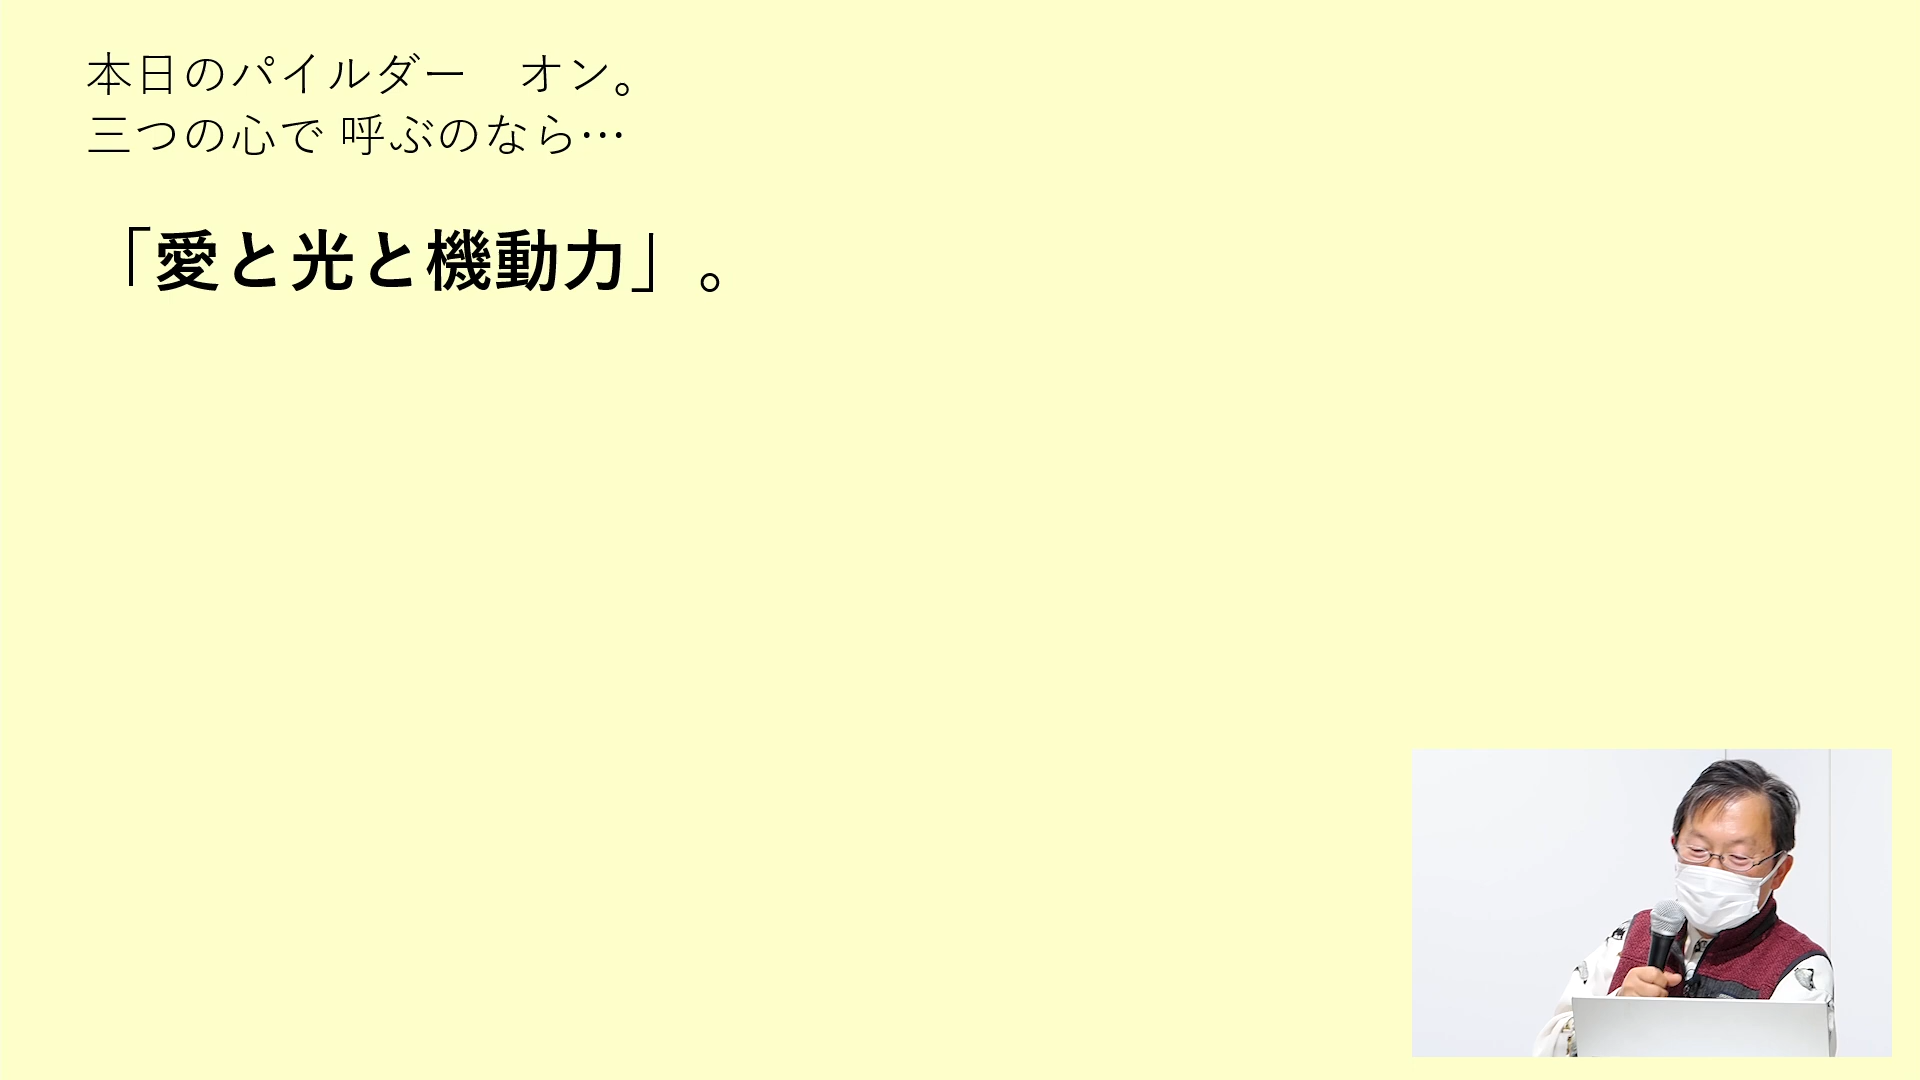 本日のパイルダー　オン。
三つの心で 呼ぶのなら…
「愛と光と機動力」。